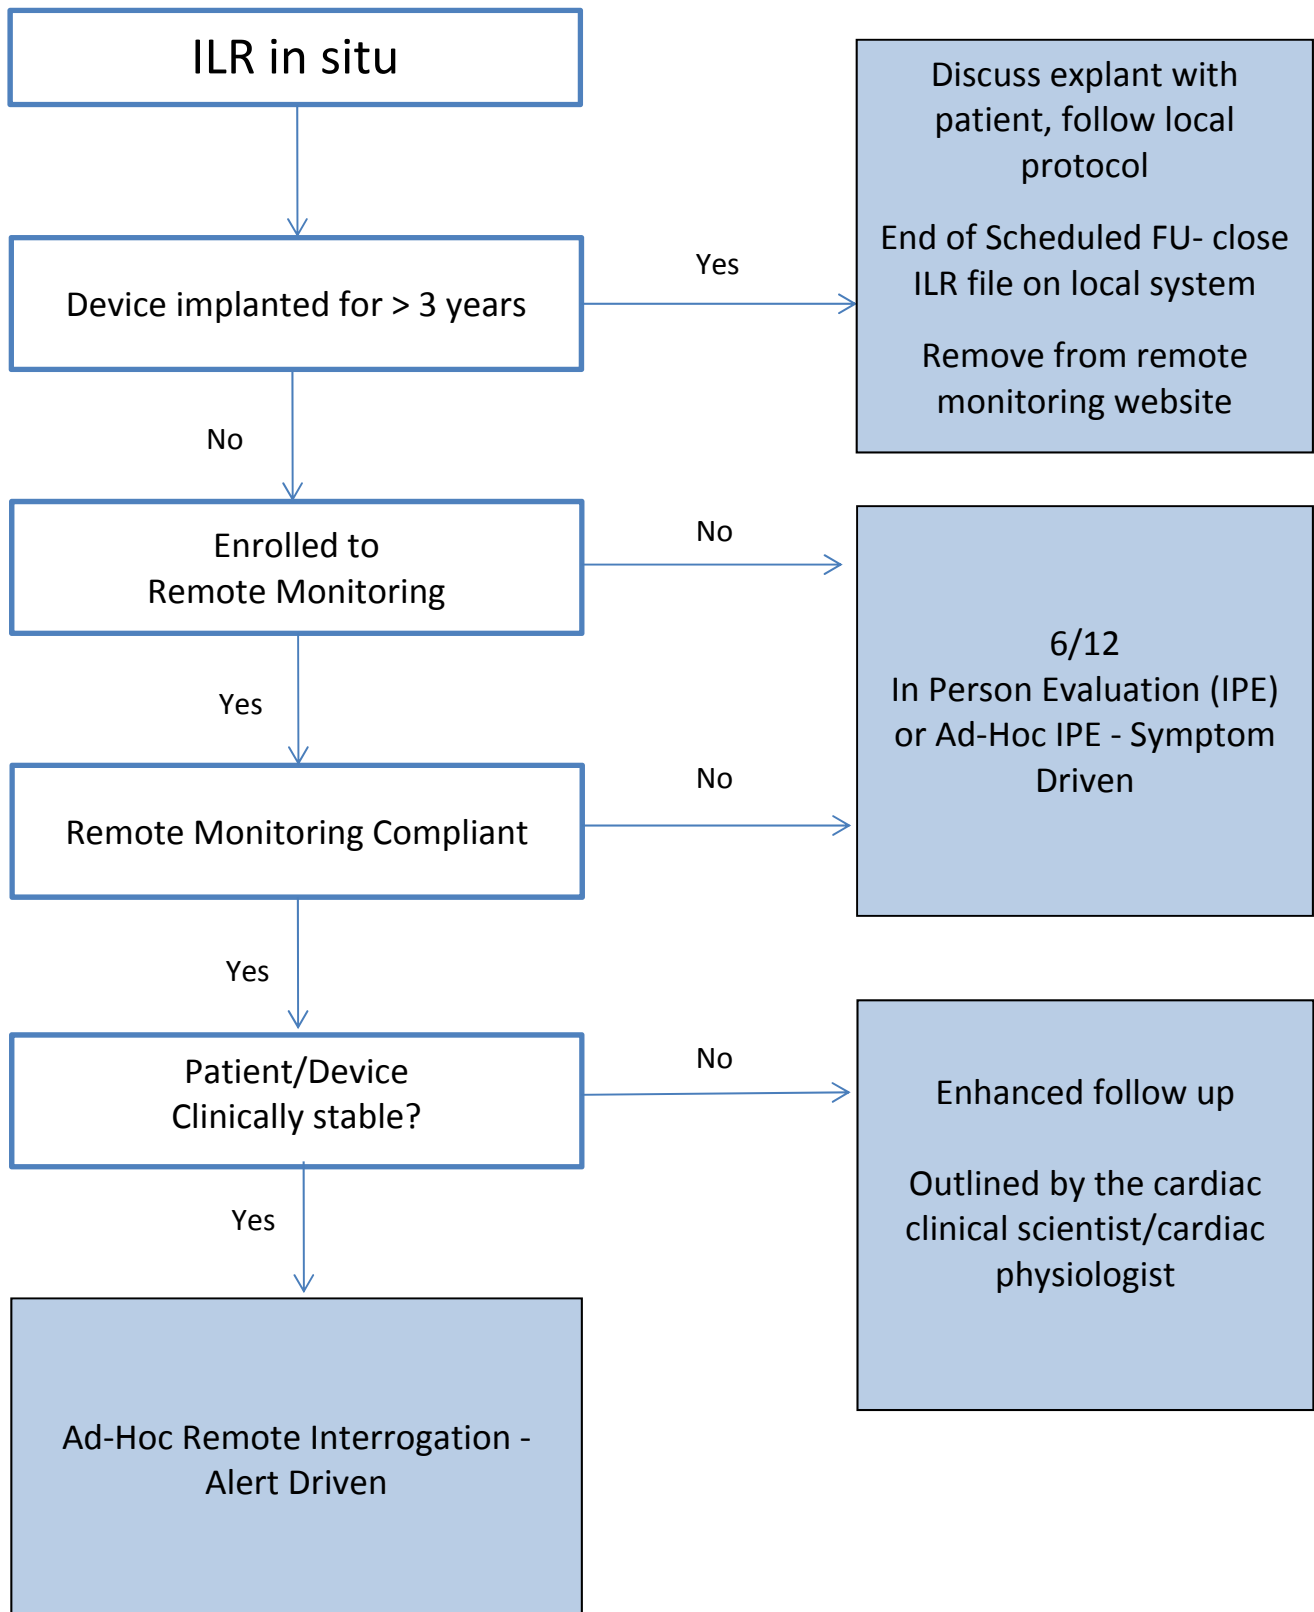 ILR in situ
Discuss explant with
patient, follow local
protocol
End of Scheduled FU- close
ILR file on local system
Remove from remote
monitoring website
Device implanted for > 3 years
Yes
No
Enrolled to
Remote Monitoring
No
6/12
In Person Evaluation (IPE)
or Ad-Hoc IPE - Symptom
Driven
Yes
Remote Monitoring Compliant
No
Yes
Patient/Device
Clinically stable?
No
Enhanced follow up
Outlined by the cardiac
clinical scientist/cardiac
physiologist
Yes
Ad-Hoc Remote Interrogation -
Alert Driven